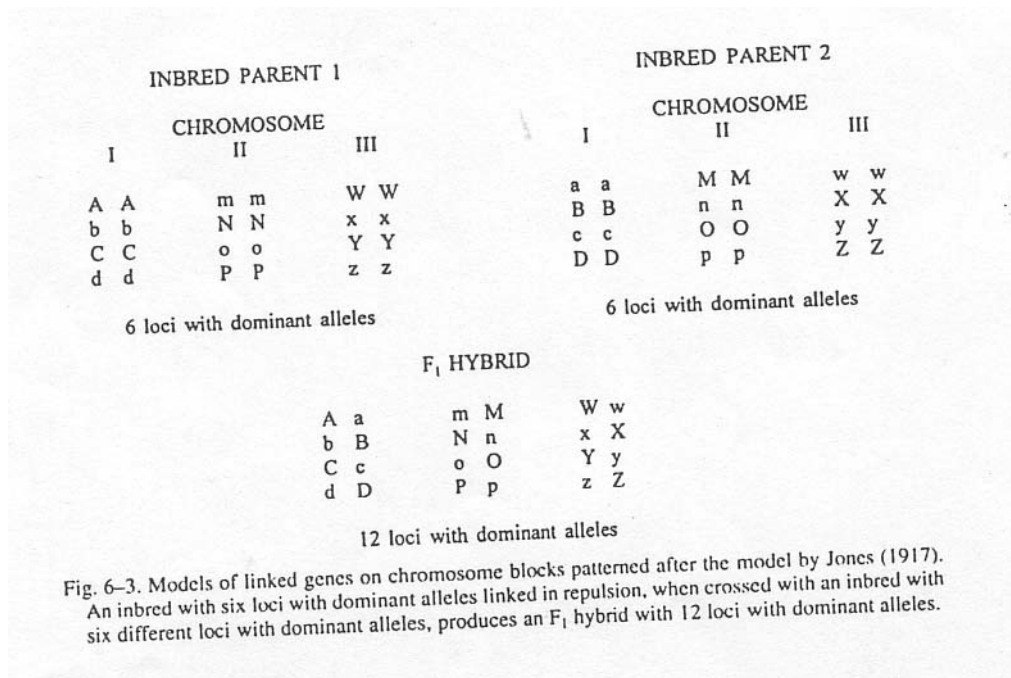 INBRED PARENT 1
CHROMOSOME
I II III
A A m m W W
b b N N x x
C C o o Y Y
d d P P z z
6 loci with dominant alleles
INBRED PARENT 2
CHROMOSOME
I II III
a a M M w w
B B n n X X
c c O O y y
D D p p Z Z
6 loci with dominant alleles
F₁ HYBRID
A a m M W w
b B N n x X
C c o O Y y
d D P p z Z
12 loci with dominant alleles
Fig. 6–3. Models of linked genes on chromosome blocks patterned after the model by Jones (1917).
An inbred with six loci with dominant alleles linked in repulsion, when crossed with an inbred with
six different loci with dominant alleles, produces an F₁ hybrid with 12 loci with dominant alleles.